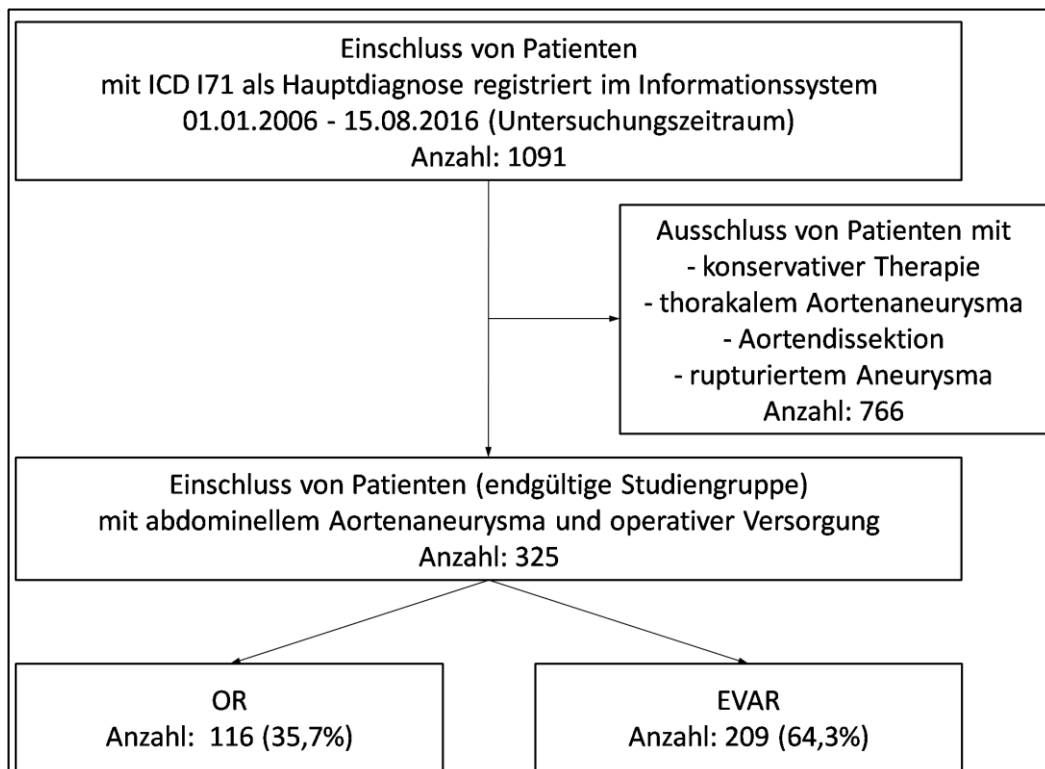 Einschluss von Patienten
mit ICD I71 als Hauptdiagnose registriert im Informationssystem
01.01.2006 - 15.08.2016 (Untersuchungszeitraum)
Anzahl: 1091
Ausschluss von Patienten mit
- konservativer Therapie
- thorakalem Aortenaneurysma
- Aortendissektion
- rupturiertem Aneurysma
Anzahl: 766
Einschluss von Patienten (endgültige Studiengruppe)
mit abdominellem Aortenaneurysma und operativer Versorgung
Anzahl: 325
OR
Anzahl: 116 (35,7%)
EVAR
Anzahl: 209 (64,3%)